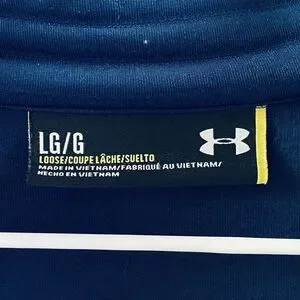 LG/G
LOOSE/COUPE LÂCHE/SUELTO
MADE IN VIETNAM/FABRIQUÉ AU VIETNAM/
HECHO EN VIETNAM